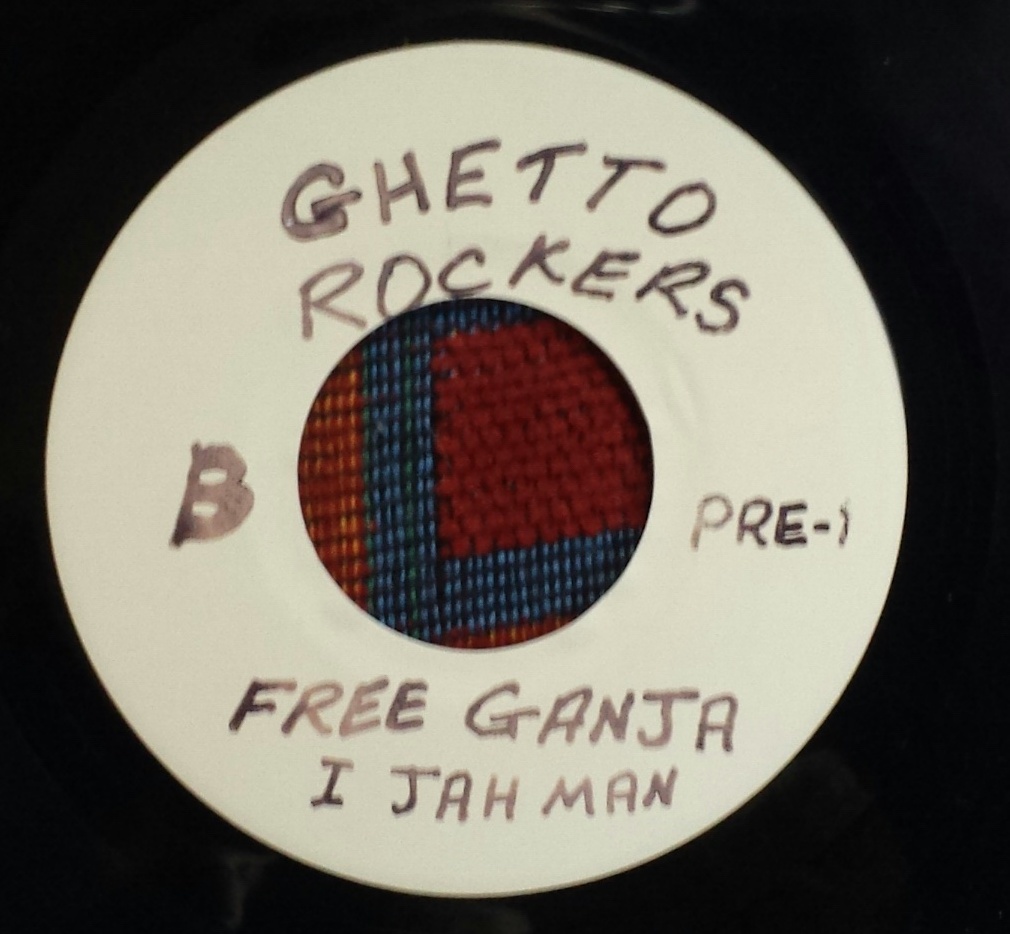 GHETTO
ROCKERS
B
PRE-1
FREE GANJA
I JAH MAN